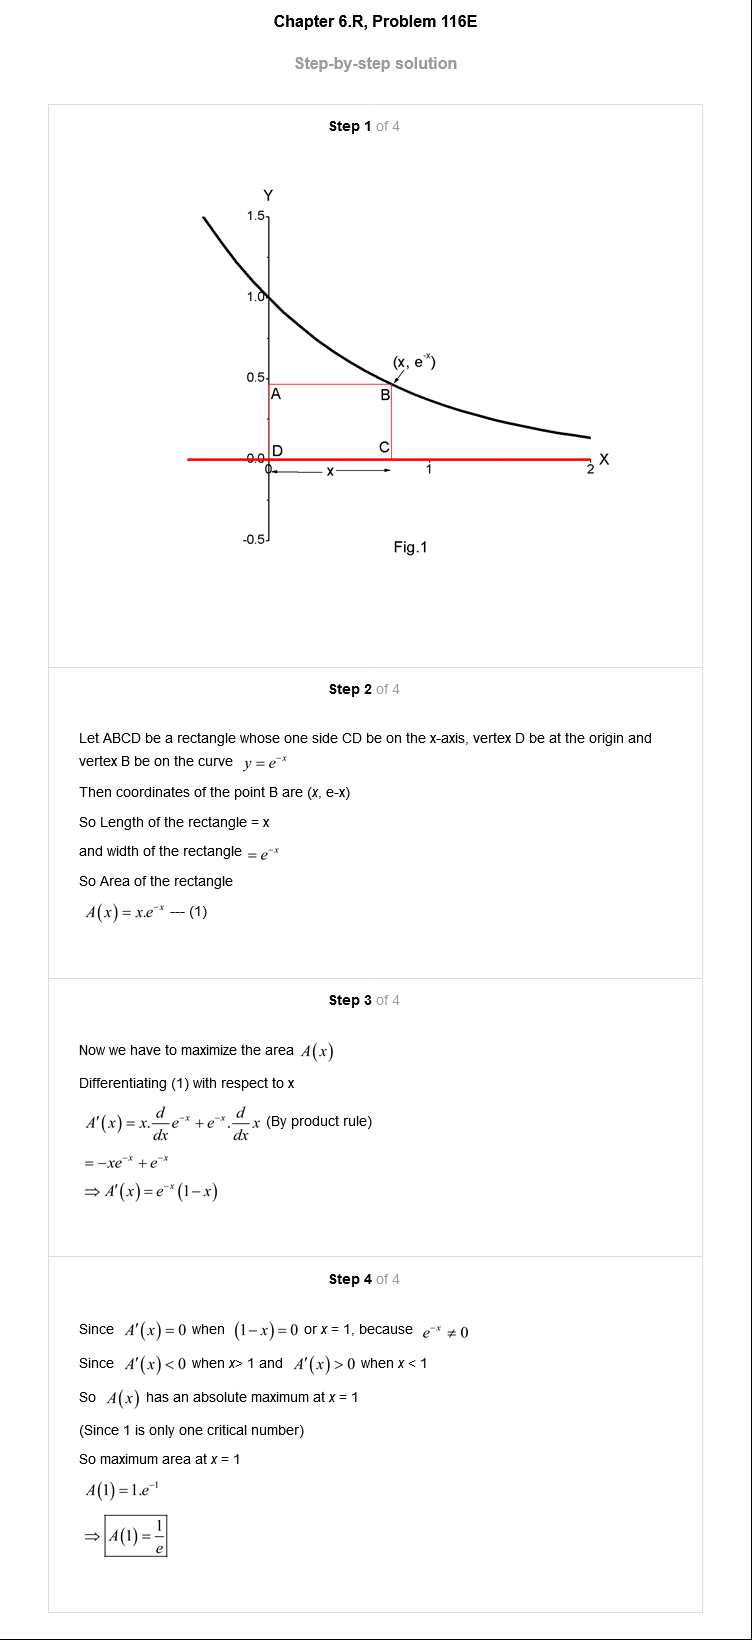 Chapter 6.R, Problem 116E
Step-by-step solution
Step 1 of 4
Y
1.5
1.0
(x, e⁻ˣ)
0.5
A
B
D
C
0.0
X
0
x
1
2
-0.5
Fig.1
Step 2 of 4
Let ABCD be a rectangle whose one side CD be on the x-axis, vertex D be at the origin and
vertex B be on the curve y = e⁻ˣ
Then coordinates of the point B are (x, e-x)
So Length of the rectangle = x
and width of the rectangle = e⁻ˣ
So Area of the rectangle
A(x) = x.e⁻ˣ --- (1)
Step 3 of 4
Now we have to maximize the area A(x)
Differentiating (1) with respect to x
A′(x) = x. d/dx e⁻ˣ + e⁻ˣ. d/dx x (By product rule)
= −xe⁻ˣ + e⁻ˣ
⇒ A′(x) = e⁻ˣ(1−x)
Step 4 of 4
Since A′(x) = 0 when (1−x) = 0 or x = 1, because e⁻ˣ ≠ 0
Since A′(x) < 0 when x> 1 and A′(x) > 0 when x < 1
So A(x) has an absolute maximum at x = 1
(Since 1 is only one critical number)
So maximum area at x = 1
A(1) = 1.e⁻¹
⇒ A(1) = 1/e